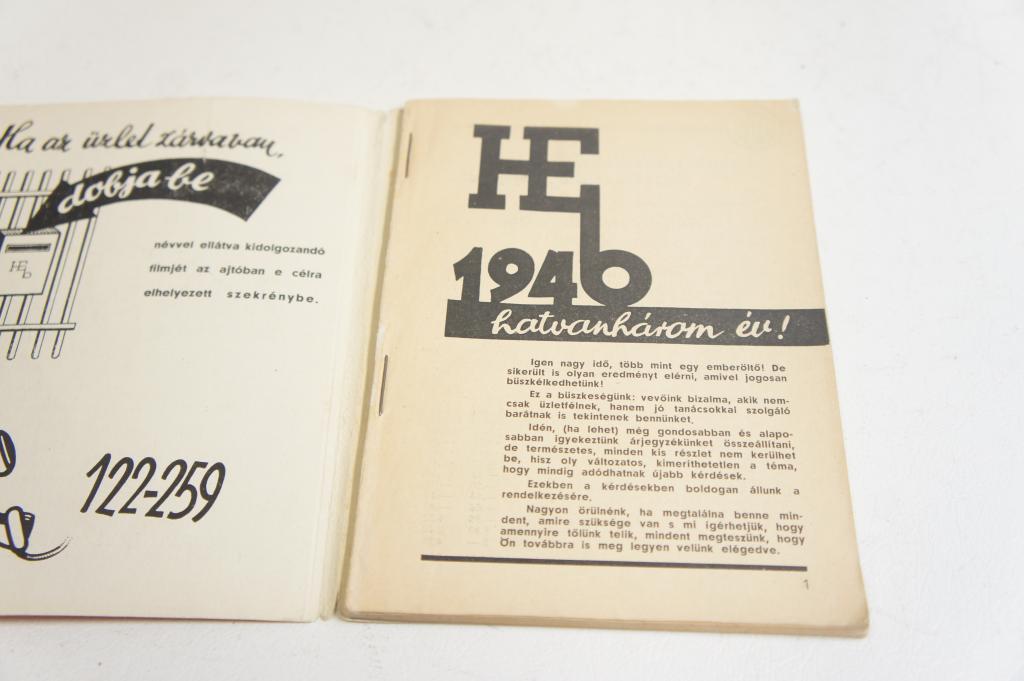 Ha az üzlet zárva van,
dobja be
HEb
névvel ellátva kidolgozandó
filmjét az ajtóban e célra
elhelyezett szekrénybe.
122-259
HEb
1940
hatvanhárom év!
Igen nagy idő, több mint egy emberöltő! De
sikerült is olyan eredményt elérni, amivel jogosan
büszkélkedhetünk!
Ez a büszkeségünk: vevőink bizalma, akik nem-
csak üzletfélnek, hanem jó tanácsokkal szolgáló
barátnak is tekintenek bennünket.
Idén, (ha lehet) még gondosabban és alapo-
sabban igyekeztünk árjegyzékünket összeállítani,
de természetes, minden kis részlet nem kerülhet
be, hisz oly változatos, kimeríthetetlen a téma,
hogy mindig adódhatnak újabb kérdések.
Ezekben a kérdésekben boldogan állunk a
rendelkezésére.
Nagyon örülnénk, ha megtalálna benne min-
dent, amire szüksége van s mi ígérhetjük, hogy
amennyire tőlünk telik, mindent megteszünk, hogy
Ön továbbra is meg legyen velünk elégedve.
1